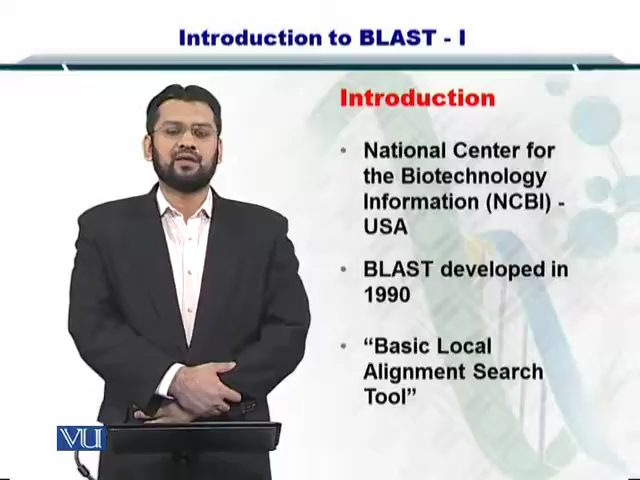 Introduction to BLAST - I
Introduction
• National Center for
the Biotechnology
Information (NCBI) -
USA
• BLAST developed in
1990
• “Basic Local
Alignment Search
Tool”
VU